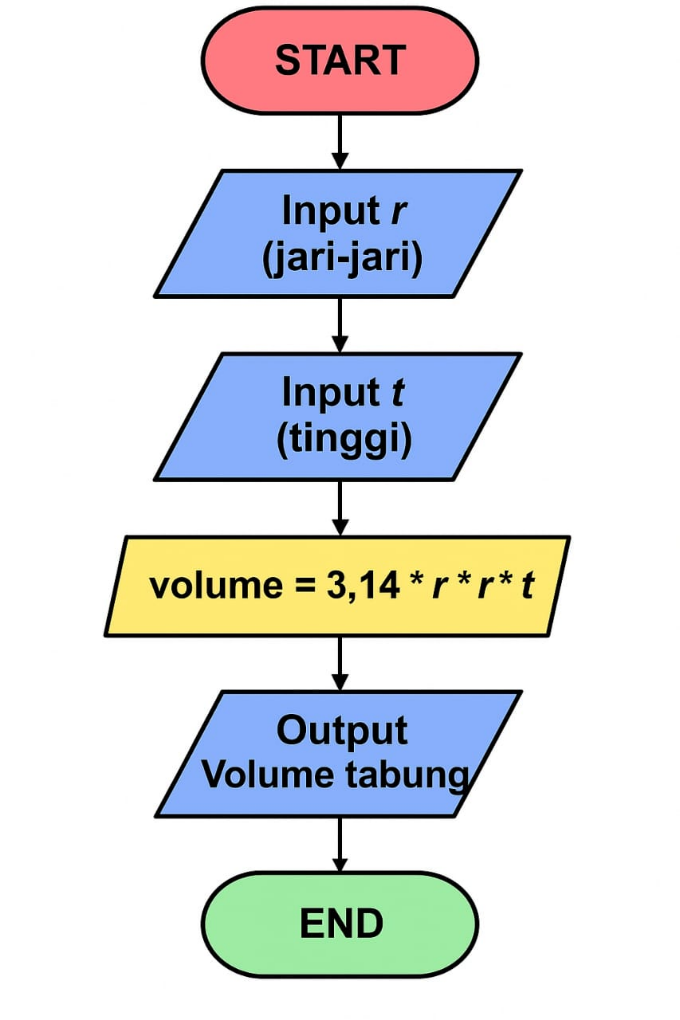 START
Input r
(jari-jari)
Input t
(tinggi)
volume = 3,14 * r * r * t
Output
Volume tabung
END